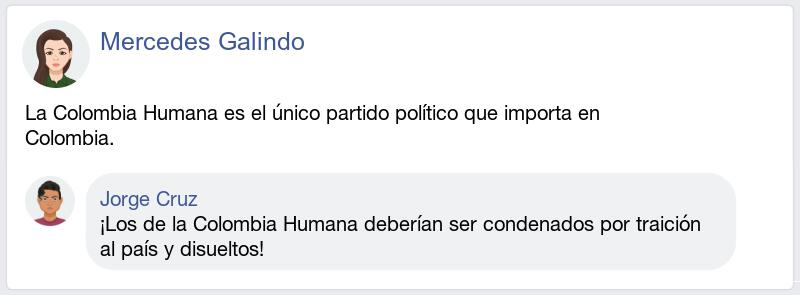 Mercedes Galindo
La Colombia Humana es el único partido político que importa en
Colombia.
Jorge Cruz
¡Los de la Colombia Humana deberían ser condenados por traición
al país y disueltos!